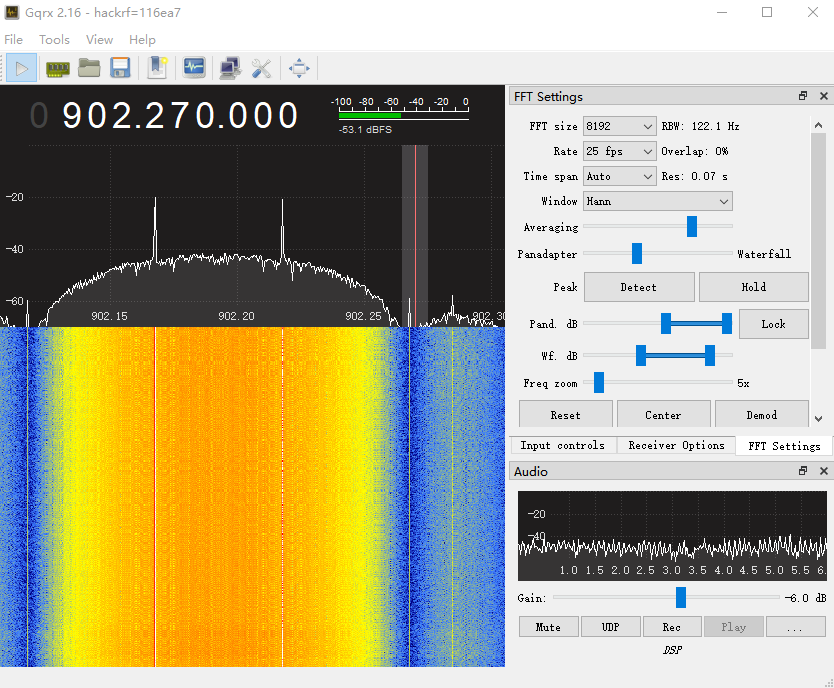 Gqrx 2.16 - hackrf=116ea7
File Tools View Help
0 902.270.000
-100 -80 -60 -40 -20 0
-53.1 dBFS
-20
-40
-60
902.15 902.20 902.25 902.30
FFT Settings
FFT size 8192 RBW: 122.1 Hz
Rate 25 fps Overlap: 0%
Time span Auto Res: 0.07 s
Window Hann
Averaging
Panadapter Waterfall
Peak Detect Hold
Pand. dB Lock
Wf. dB
Freq zoom 5x
Reset Center Demod
Input controls Receiver Options FFT Settings
Audio
-20
-40
1.0 1.5 2.0 2.5 3.0 3.5 4.0 4.5 5.0 5.5 6.
Gain: -6.0 dB
Mute UDP Rec Play ...
DSP